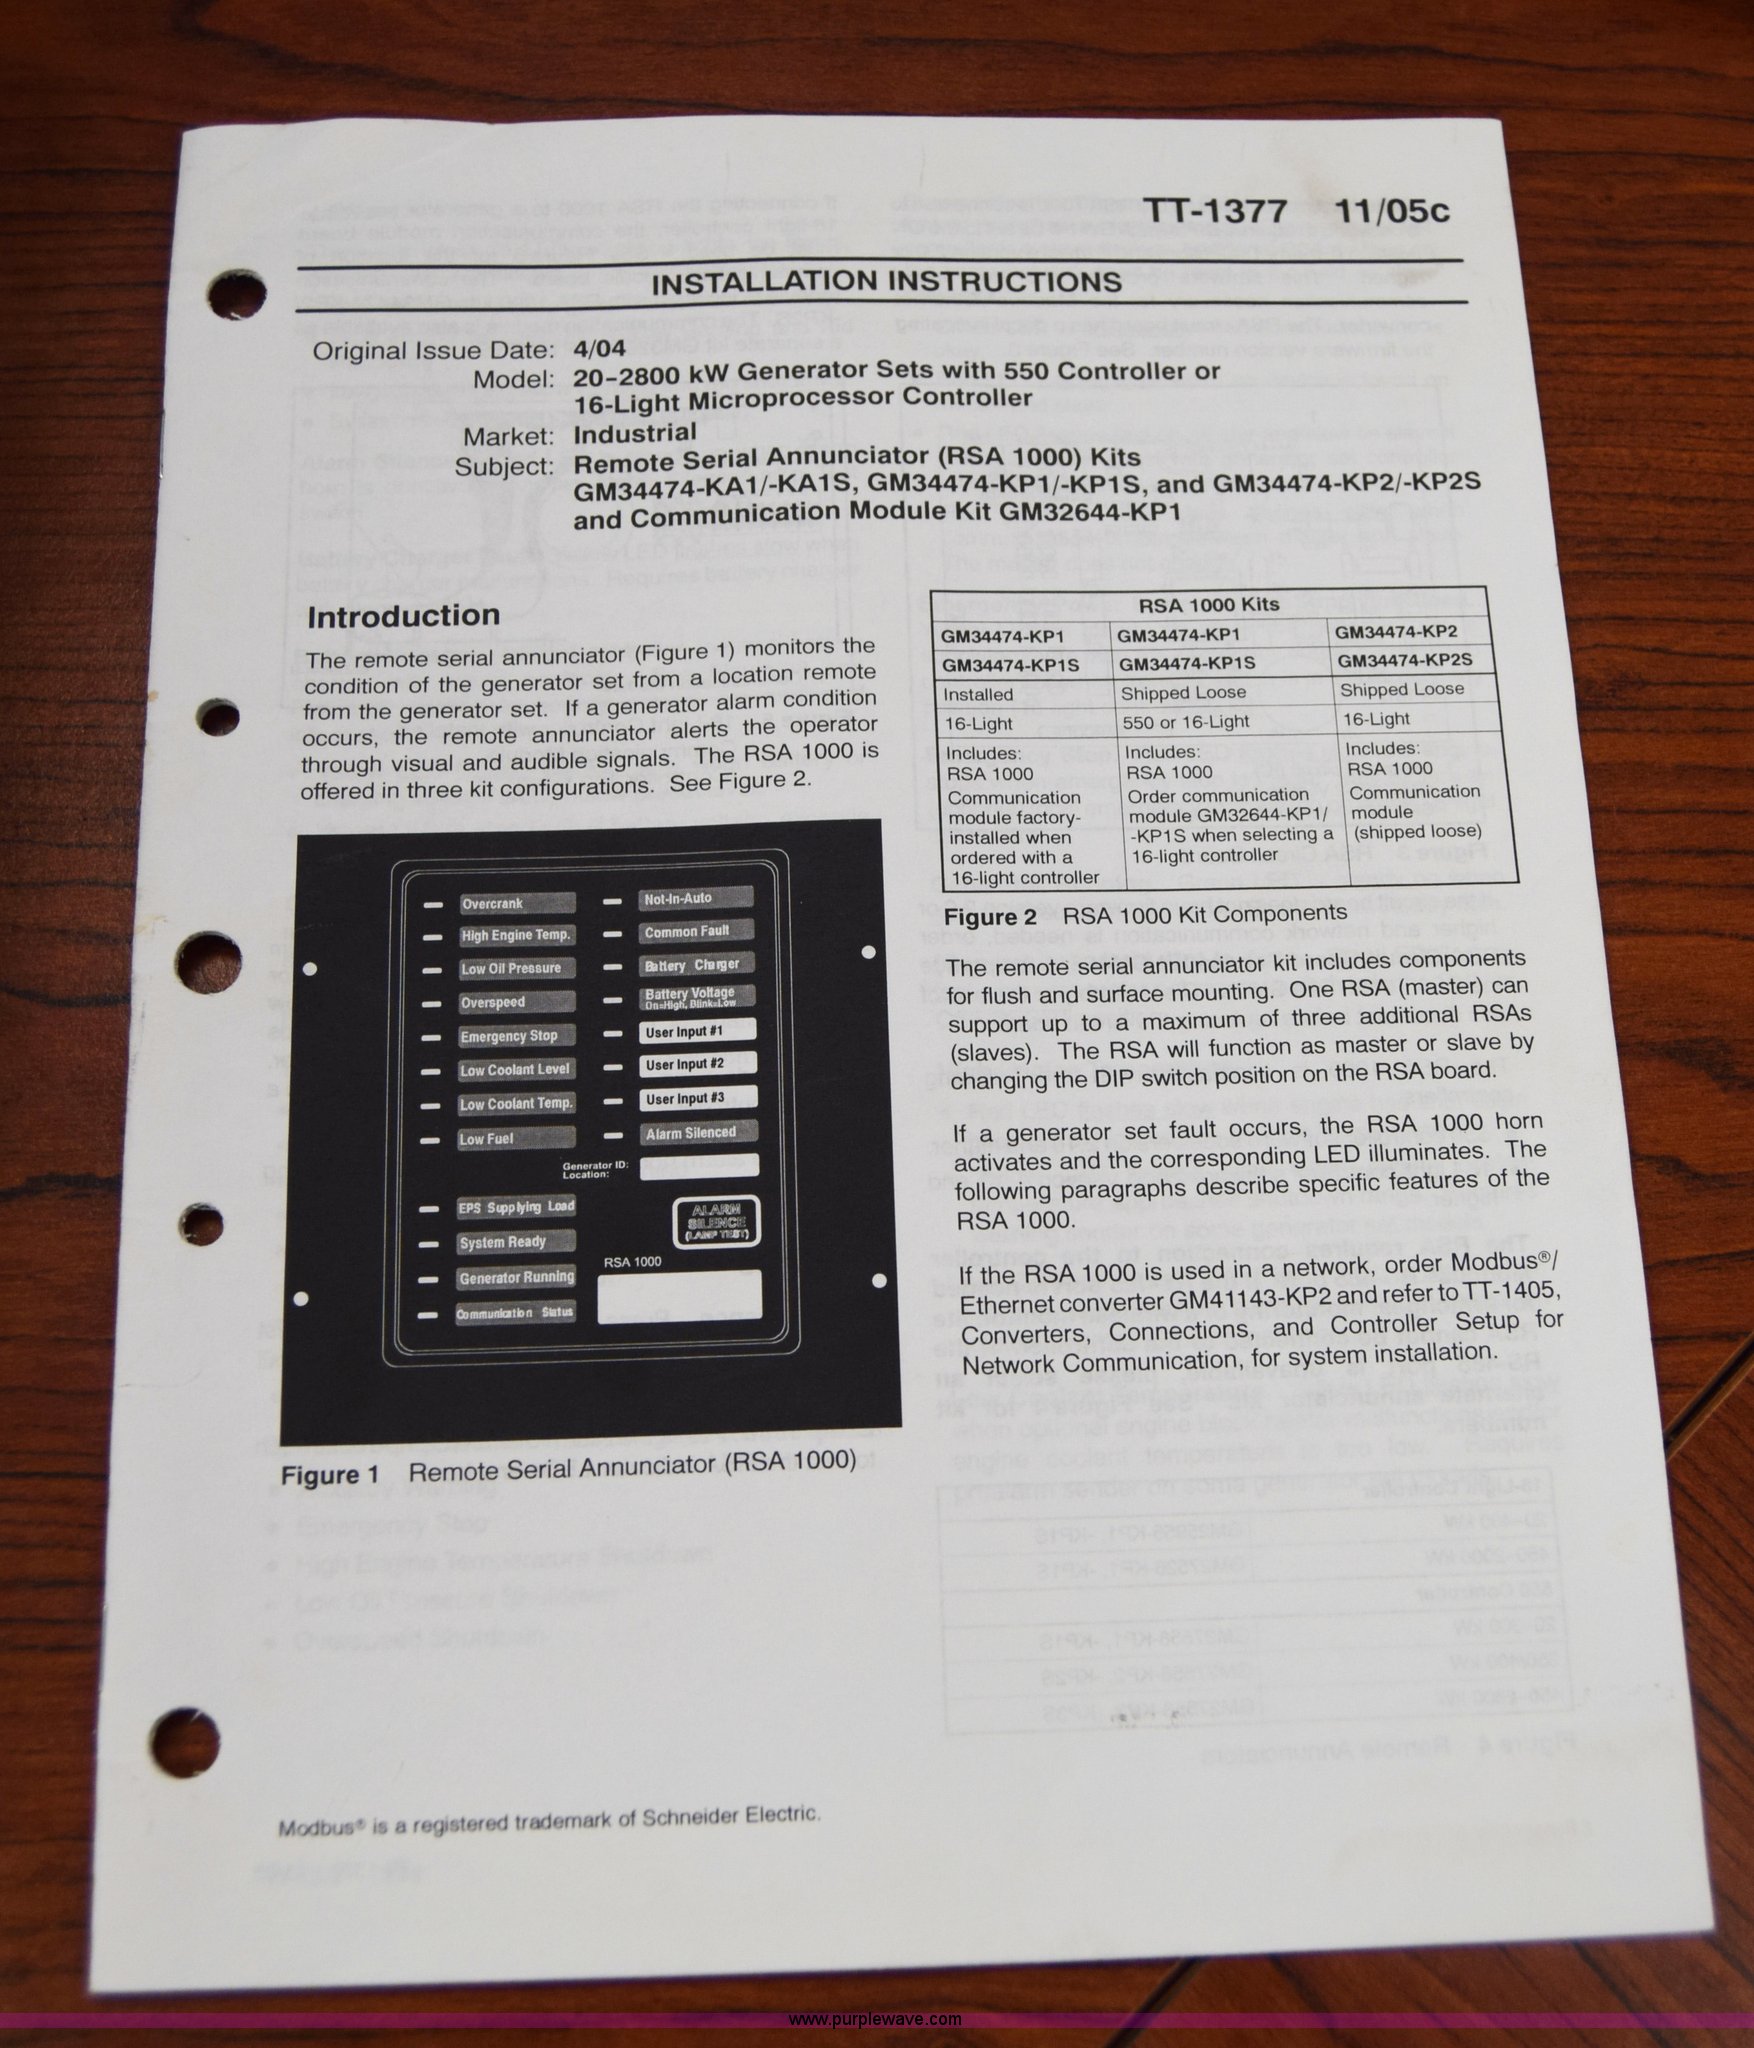 TT-1377 11/05c
INSTALLATION INSTRUCTIONS
Original Issue Date: 4/04
Model: 20-2800 kW Generator Sets with 550 Controller or
16-Light Microprocessor Controller
Market: Industrial
Subject: Remote Serial Annunciator (RSA 1000) Kits
GM34474-KA1/-KA1S, GM34474-KP1/-KP1S, and GM34474-KP2/-KP2S
and Communication Module Kit GM32644-KP1
Introduction
The remote serial annunciator (Figure 1) monitors the
condition of the generator set from a location remote
from the generator set. If a generator alarm condition
occurs, the remote annunciator alerts the operator
through visual and audible signals. The RSA 1000 is
offered in three kit configurations. See Figure 2.
Overcrank
High Engine Temp.
Low Oil Pressure
Overspeed
Emergency Stop
Low Coolant Level
Low Coolant Temp.
Low Fuel
Not-In-Auto
Common Fault
Battery Charger
Battery Voltage
On=High, Blink=Low
User Input #1
User Input #2
User Input #3
Alarm Silenced
Generator ID:
Location:
EPS Supplying Load
System Ready
Generator Running
Communication Status
ALARM
SILENCE
(LAMP TEST)
RSA 1000
Figure 1 Remote Serial Annunciator (RSA 1000)
RSA 1000 Kits
GM34474-KP1 GM34474-KP1 GM34474-KP2
GM34474-KP1S GM34474-KP1S GM34474-KP2S
Installed Shipped Loose Shipped Loose
16-Light 550 or 16-Light 16-Light
Includes: Includes: Includes:
RSA 1000 RSA 1000 RSA 1000
Communication Order communication Communication
module factory- module GM32644-KP1/ module
installed when -KP1S when selecting a (shipped loose)
ordered with a 16-light controller
16-light controller
Figure 2 RSA 1000 Kit Components
The remote serial annunciator kit includes components
for flush and surface mounting. One RSA (master) can
support up to a maximum of three additional RSAs
(slaves). The RSA will function as master or slave by
changing the DIP switch position on the RSA board.
If a generator set fault occurs, the RSA 1000 horn
activates and the corresponding LED illuminates. The
following paragraphs describe specific features of the
RSA 1000.
If the RSA 1000 is used in a network, order Modbus®/
Ethernet converter GM41143-KP2 and refer to TT-1405,
Converters, Connections, and Controller Setup for
Network Communication, for system installation.
Modbus® is a registered trademark of Schneider Electric.
www.purplewave.com